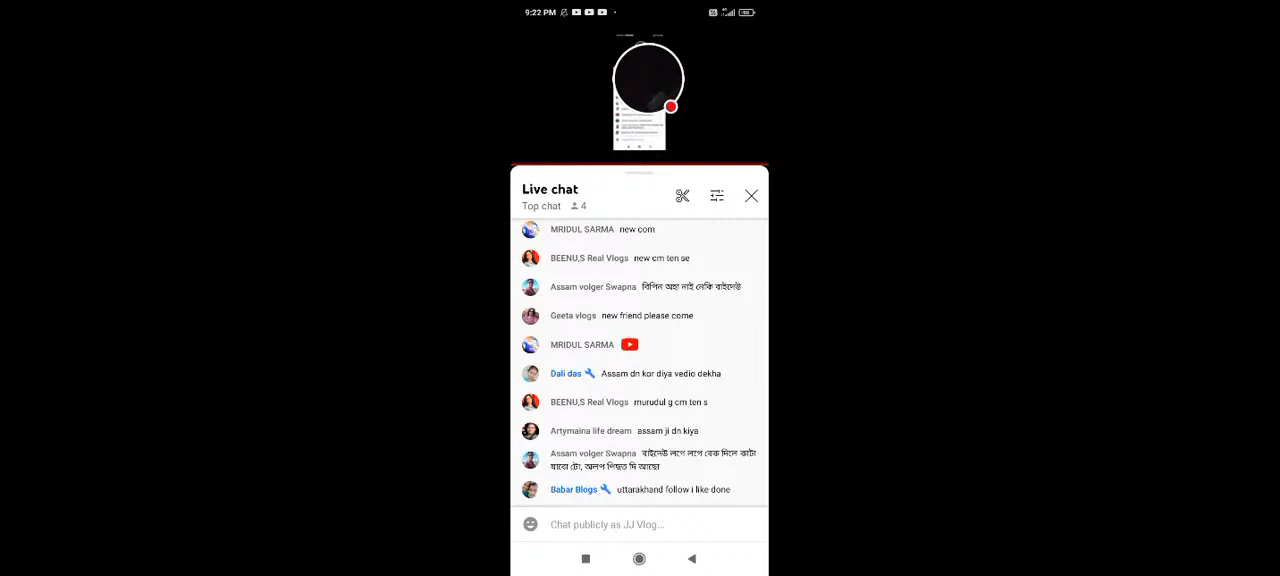 9:22 PM
Live chat
Top chat 4
MRIDUL SARMA new com
BEENU,S Real Vlogs new cm ten se
Assam volger Swapna বিপিন অহা নাই নেকি বাইদেউ
Geeta vlogs new friend please come
MRIDUL SARMA
Dali das Assam dn kor diya vedio dekha
BEENU,S Real Vlogs murudul g cm ten s
Artymaina life dream assam ji dn kiya
Assam volger Swapna বাইদেউ লগে লগে বেক দিলে কাটো
যাবো টো, অলপ পিছত দি আছো
Babar Blogs uttarakhand follow i like done
Chat publicly as JJ Vlog...